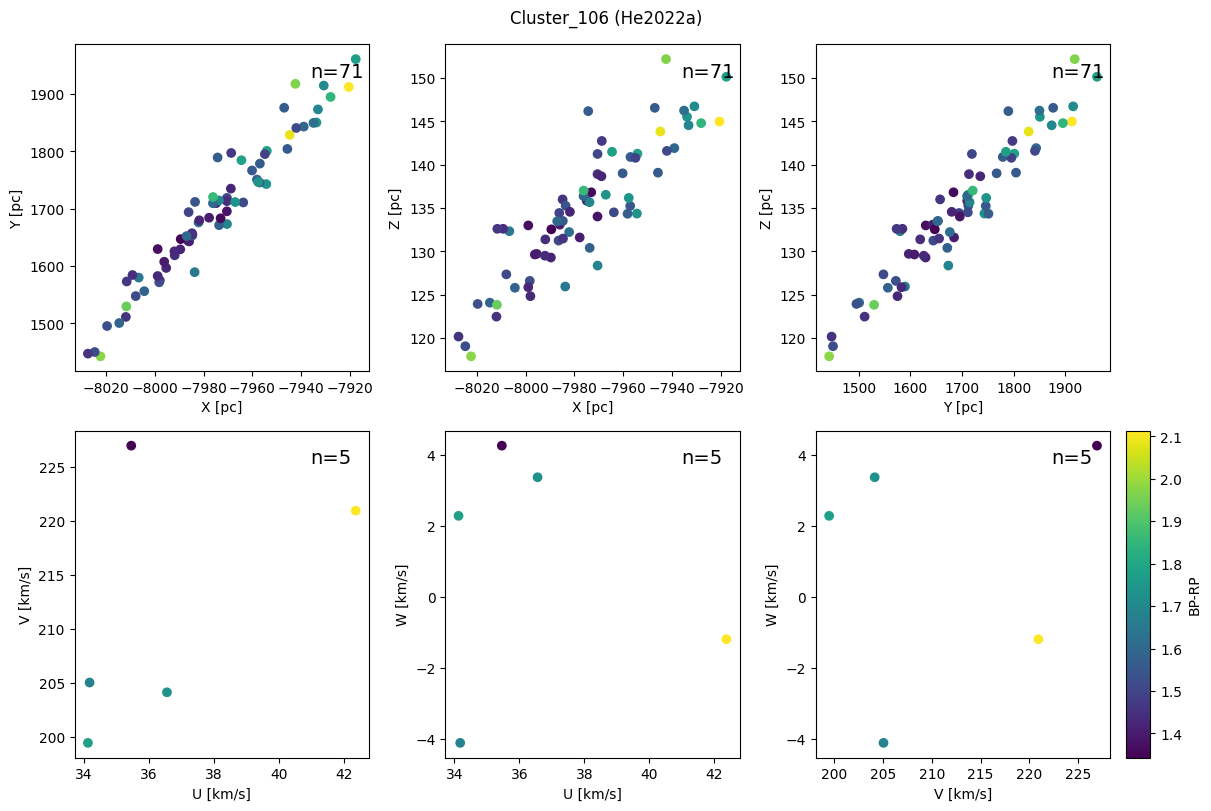 Cluster_106 (He2022a)
n=71
n=71
n=71
1900
1800
1700
1600
1500
Y [pc]
−8020 −8000 −7980 −7960 −7940 −7920
X [pc]
150
145
140
135
130
125
120
Z [pc]
−8020 −8000 −7980 −7960 −7940 −7920
X [pc]
150
145
140
135
130
125
120
Z [pc]
1500 1600 1700 1800 1900
Y [pc]
n=5
n=5
n=5
225
220
215
210
205
200
V [km/s]
34 36 38 40 42
U [km/s]
4
2
0
−2
−4
W [km/s]
34 36 38 40 42
U [km/s]
4
2
0
−2
−4
W [km/s]
200 205 210 215 220 225
V [km/s]
2.1
2.0
1.9
1.8
1.7
1.6
1.5
1.4
BP-RP